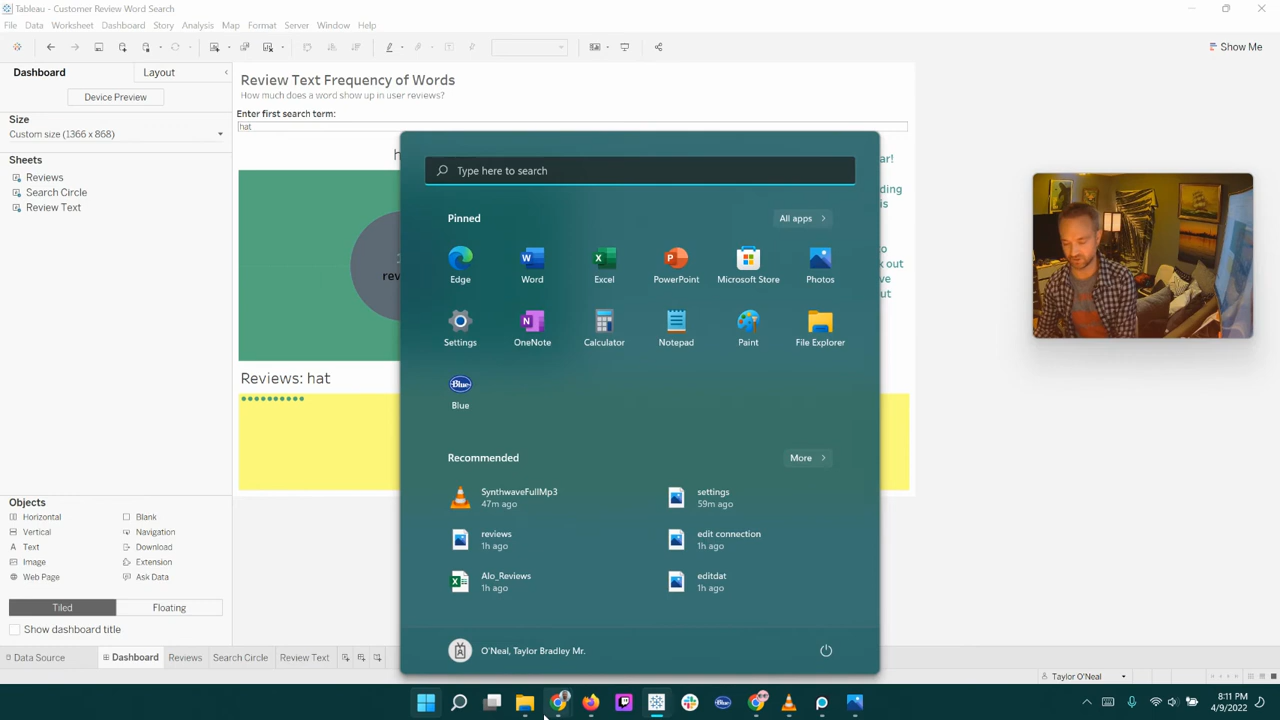 Tableau - Customer Review Word Search
File Data Worksheet Dashboard Story Analysis Map Format Server Window Help
Show Me
Dashboard Layout
Device Preview
Size
Custom size (1366 x 868)
Sheets
Reviews
Search Circle
Review Text
Review Text Frequency of Words
How much does a word show up in user reviews?
Enter first search term:
hat
Reviews: hat
Type here to search
Pinned All apps
Edge Word Excel PowerPoint Microsoft Store Photos
Settings OneNote Calculator Notepad Paint File Explorer
Blue
Blue
Recommended More
SynthwaveFullMp3
47m ago
settings
59m ago
reviews
1h ago
edit connection
1h ago
Alo_Reviews
1h ago
editdat
1h ago
O'Neal, Taylor Bradley Mr.
Objects
Horizontal Blank
Vertical Navigation
Text Download
Image Extension
Web Page Ask Data
Tiled Floating
Show dashboard title
Data Source Dashboard Reviews Search Circle Review Text
Taylor O'Neal
8:11 PM
4/9/2022